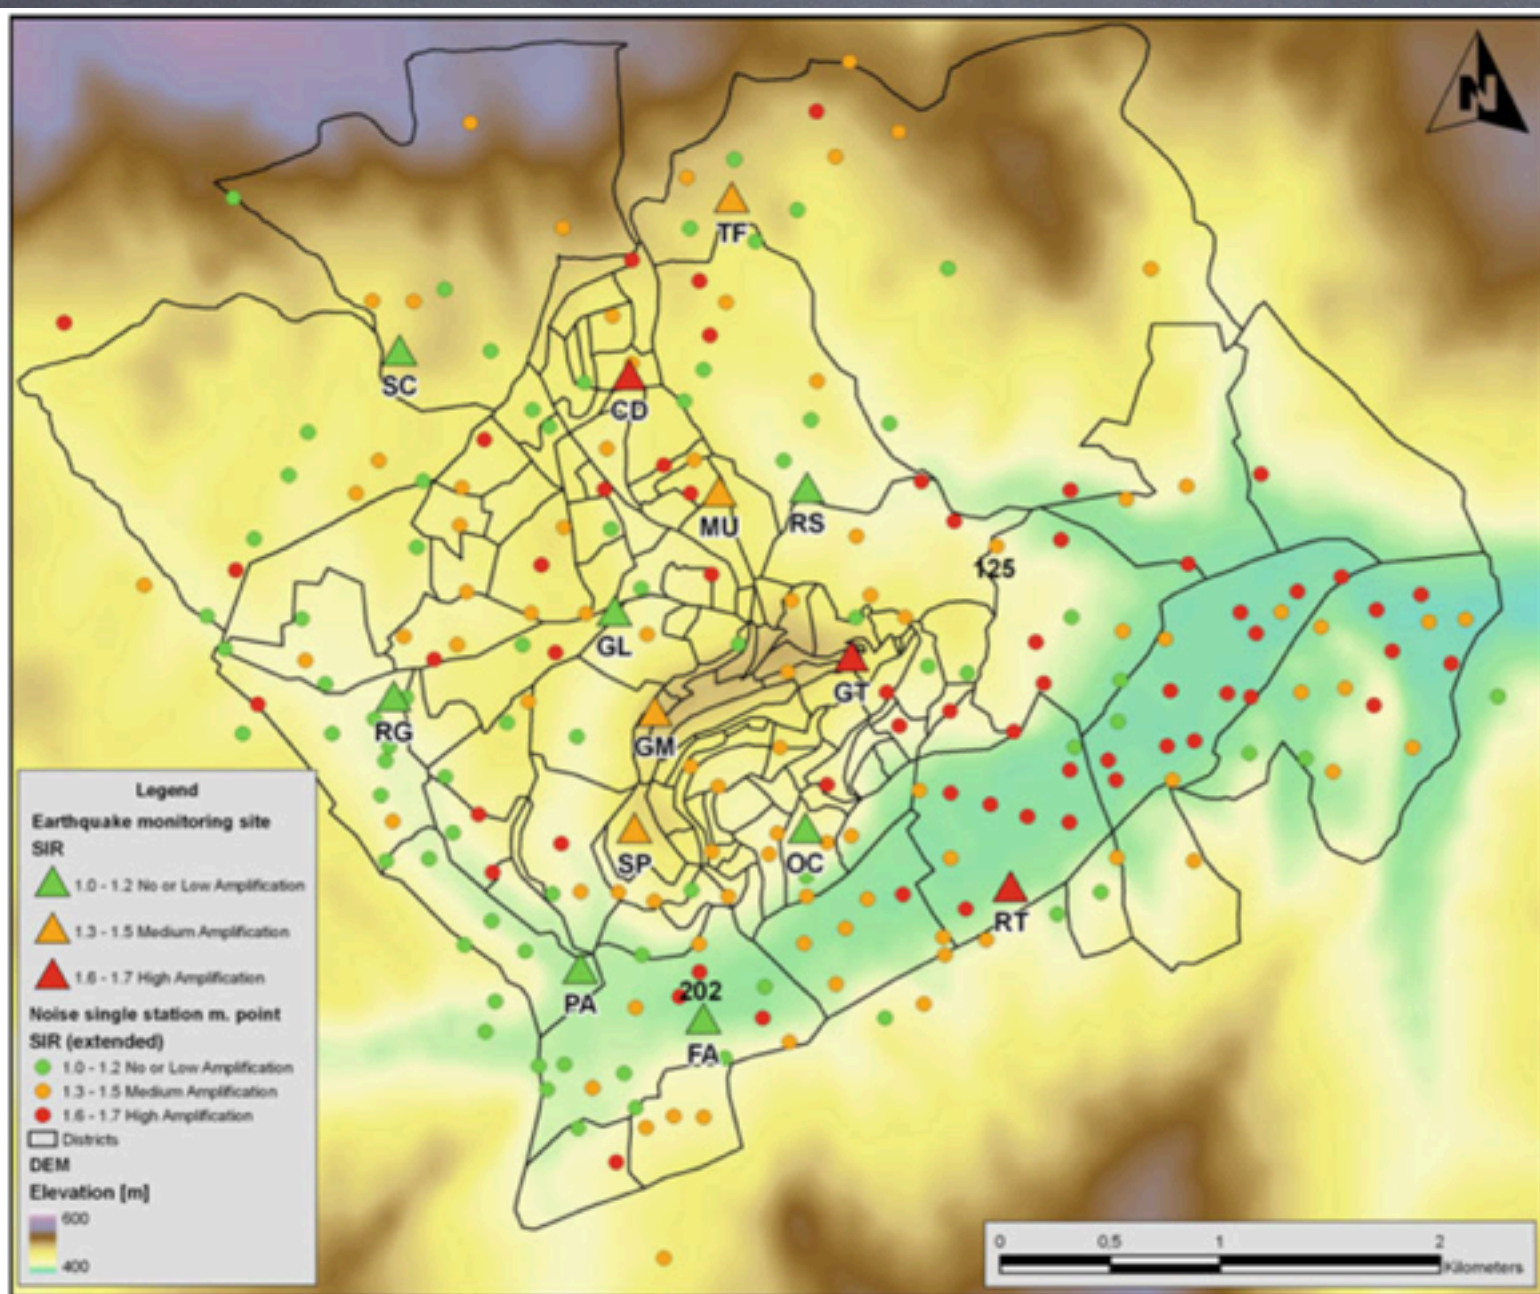 N
TF
SC
CD
MU
RS
125
GL
GT
RG
GM
SP
OC
RT
PA
202
FA
Legend
Earthquake monitoring site
SIR
1.0 - 1.2 No or Low Amplification
1.3 - 1.5 Medium Amplification
1.6 - 1.7 High Amplification
Noise single station m. point
SIR (extended)
1.0 - 1.2 No or Low Amplification
1.3 - 1.5 Medium Amplification
1.6 - 1.7 High Amplification
Districts
DEM
Elevation [m]
600
400
0 0,5 1 2
Kilometers